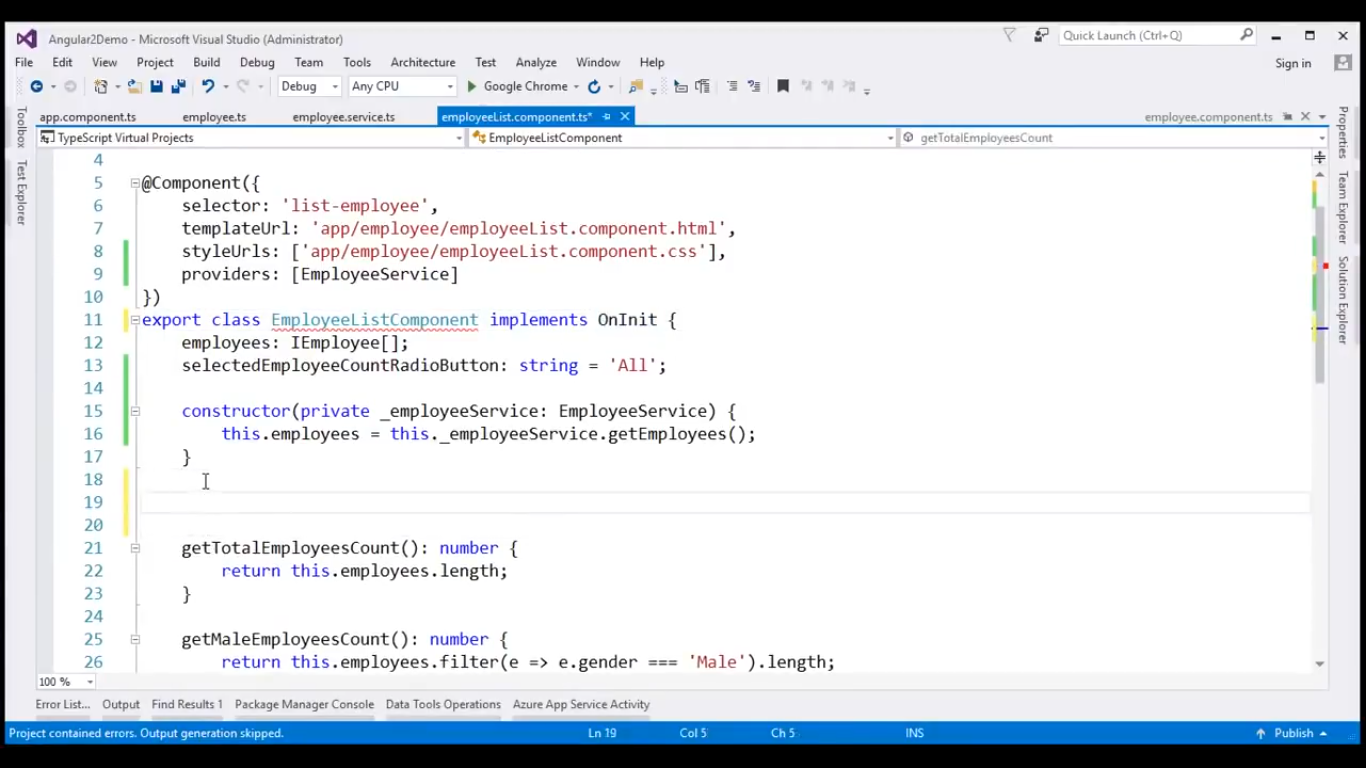 Angular2Demo - Microsoft Visual Studio (Administrator)
Quick Launch (Ctrl+Q)
File Edit View Project Build Debug Team Tools Architecture Test Analyze Window Help
Sign in
Debug Any CPU Google Chrome
app.component.ts employee.ts employee.service.ts employeeList.component.ts* employee.component.ts
TypeScript Virtual Projects EmployeeListComponent getTotalEmployeesCount
Toolbox
Test Explorer
Properties
Team Explorer
Solution Explorer
4
5 @Component({
6 selector: 'list-employee',
7 templateUrl: 'app/employee/employeeList.component.html',
8 styleUrls: ['app/employee/employeeList.component.css'],
9 providers: [EmployeeService]
10 })
11 export class EmployeeListComponent implements OnInit {
12 employees: IEmployee[];
13 selectedEmployeeCountRadioButton: string = 'All';
14
15 constructor(private _employeeService: EmployeeService) {
16 this.employees = this._employeeService.getEmployees();
17 }
18
19
20
21 getTotalEmployeesCount(): number {
22 return this.employees.length;
23 }
24
25 getMaleEmployeesCount(): number {
26 return this.employees.filter(e => e.gender === 'Male').length;
100 %
Error List... Output Find Results 1 Package Manager Console Data Tools Operations Azure App Service Activity
Project contained errors. Output generation skipped. Ln 19 Col 5 Ch 5 INS Publish